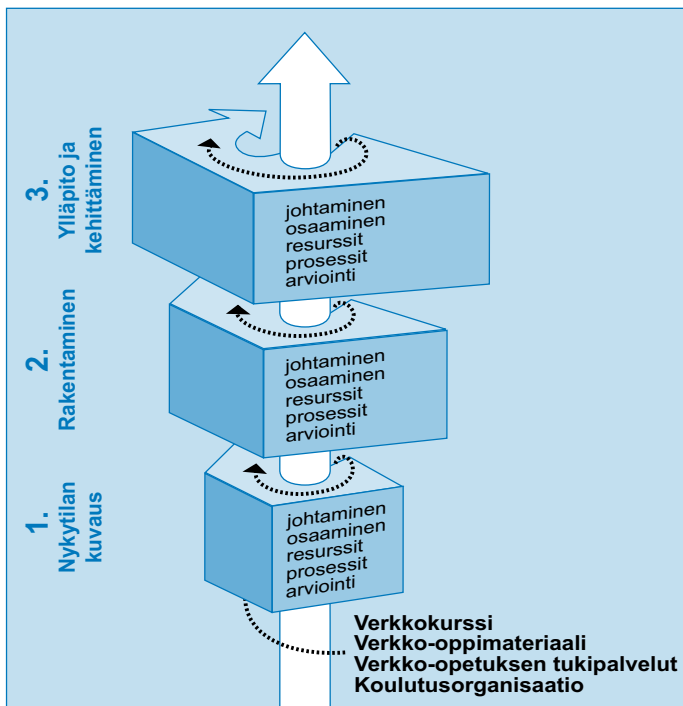 3.
Ylläpito ja
kehittäminen
johtaminen
osaaminen
resurssit
prosessit
arviointi
2.
Rakentaminen
johtaminen
osaaminen
resurssit
prosessit
arviointi
1.
Nykytilan
kuvaus
johtaminen
osaaminen
resurssit
prosessit
arviointi
Verkkokurssi
Verkko-oppimateriaali
Verkko-opetuksen tukipalvelut
Koulutusorganisaatio